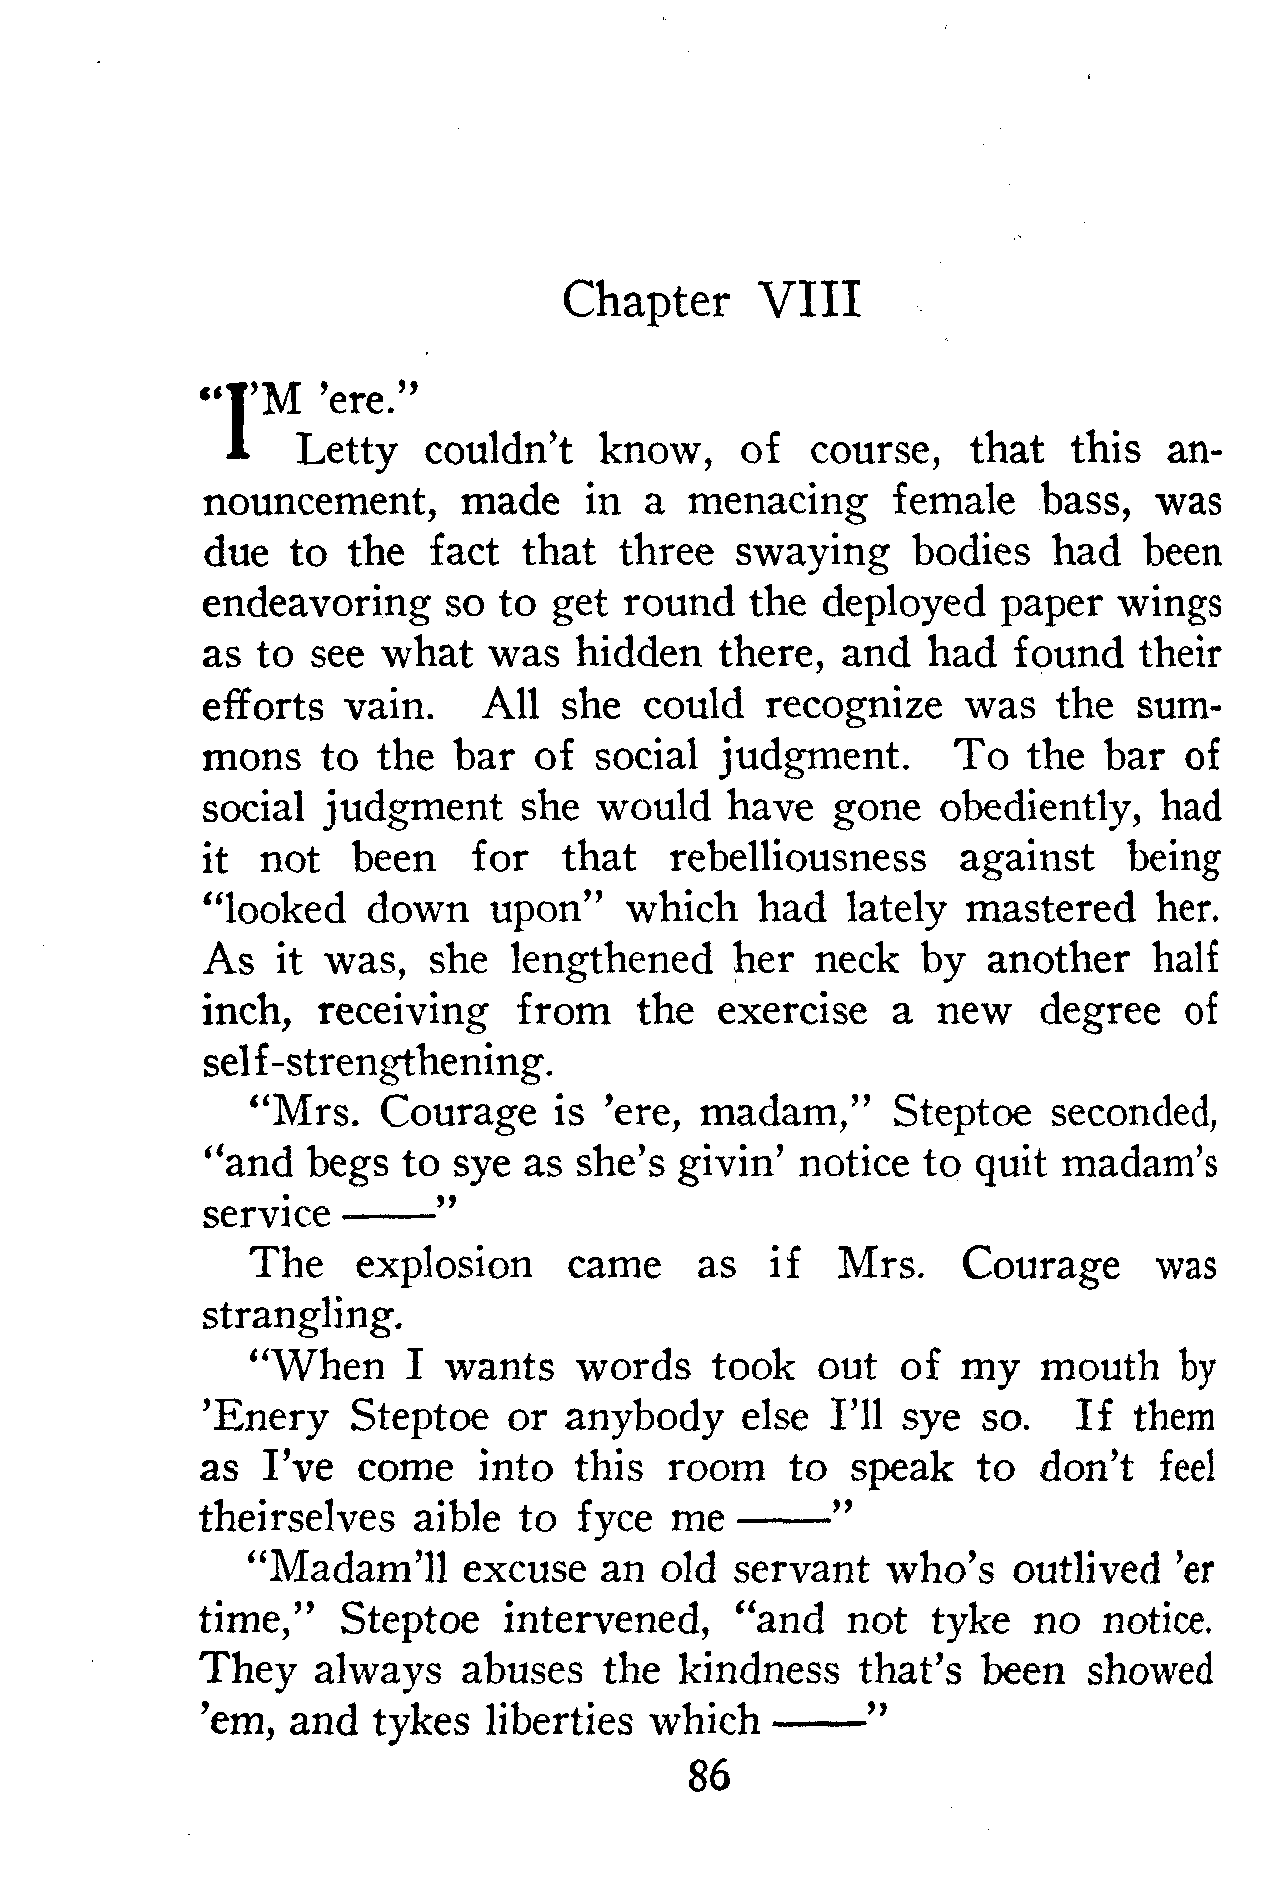 Chapter VIII
“I’M ’ere.”
Letty couldn’t know, of course, that this an-
nouncement, made in a menacing female bass, was
due to the fact that three swaying bodies had been
endeavoring so to get round the deployed paper wings
as to see what was hidden there, and had found their
efforts vain. All she could recognize was the sum-
mons to the bar of social judgment. To the bar of
social judgment she would have gone obediently, had
it not been for that rebelliousness against being
“looked down upon” which had lately mastered her.
As it was, she lengthened her neck by another half
inch, receiving from the exercise a new degree of
self-strengthening.
“Mrs. Courage is ’ere, madam,” Steptoe seconded,
“and begs to sye as she’s givin’ notice to quit madam’s
service ——”
The explosion came as if Mrs. Courage was
strangling.
“When I wants words took out of my mouth by
’Enery Steptoe or anybody else I’ll sye so. If them
as I’ve come into this room to speak to don’t feel
theirselves aible to fyce me ——”
“Madam’ll excuse an old servant who’s outlived ’er
time,” Steptoe intervened, “and not tyke no notice.
They always abuses the kindness that’s been showed
’em, and tykes liberties which ——”
86